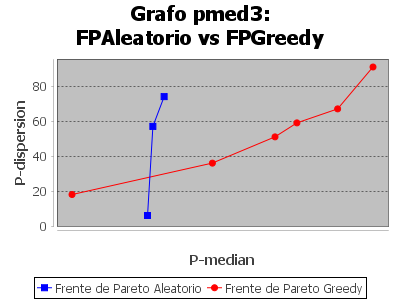 Grafo pmed3:
FPAleatorio vs FPGreedy
P-dispersion
80
60
40
20
0
P-median
Frente de Pareto Aleatorio
Frente de Pareto Greedy